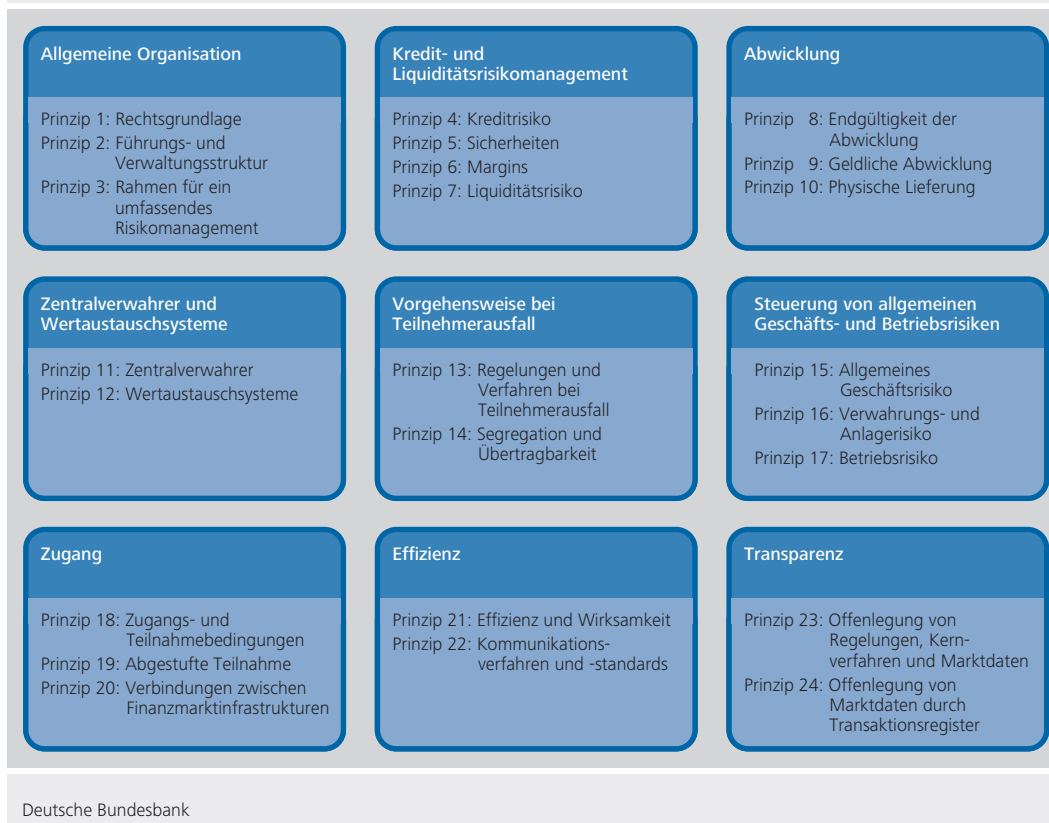 Allgemeine Organisation
Prinzip 1: Rechtsgrundlage
Prinzip 2: Führungs- und
Verwaltungsstruktur
Prinzip 3: Rahmen für ein
umfassendes
Risikomanagement
Kredit- und
Liquiditätsrisikomanagement
Prinzip 4: Kreditrisiko
Prinzip 5: Sicherheiten
Prinzip 6: Margins
Prinzip 7: Liquiditätsrisiko
Abwicklung
Prinzip 8: Endgültigkeit der
Abwicklung
Prinzip 9: Geldliche Abwicklung
Prinzip 10: Physische Lieferung
Zentralverwahrer und
Wertaustauschsysteme
Prinzip 11: Zentralverwahrer
Prinzip 12: Wertaustauschsysteme
Vorgehensweise bei
Teilnehmerausfall
Prinzip 13: Regelungen und
Verfahren bei
Teilnehmerausfall
Prinzip 14: Segregation und
Übertragbarkeit
Steuerung von allgemeinen
Geschäfts- und Betriebsrisiken
Prinzip 15: Allgemeines
Geschäftsrisiko
Prinzip 16: Verwahrungs- und
Anlagerisiko
Prinzip 17: Betriebsrisiko
Zugang
Prinzip 18: Zugangs- und
Teilnahmebedingungen
Prinzip 19: Abgestufte Teilnahme
Prinzip 20: Verbindungen zwischen
Finanzmarktinfrastrukturen
Effizienz
Prinzip 21: Effizienz und Wirksamkeit
Prinzip 22: Kommunikations-
verfahren und -standards
Transparenz
Prinzip 23: Offenlegung von
Regelungen, Kern-
verfahren und Marktdaten
Prinzip 24: Offenlegung von
Marktdaten durch
Transaktionsregister
Deutsche Bundesbank